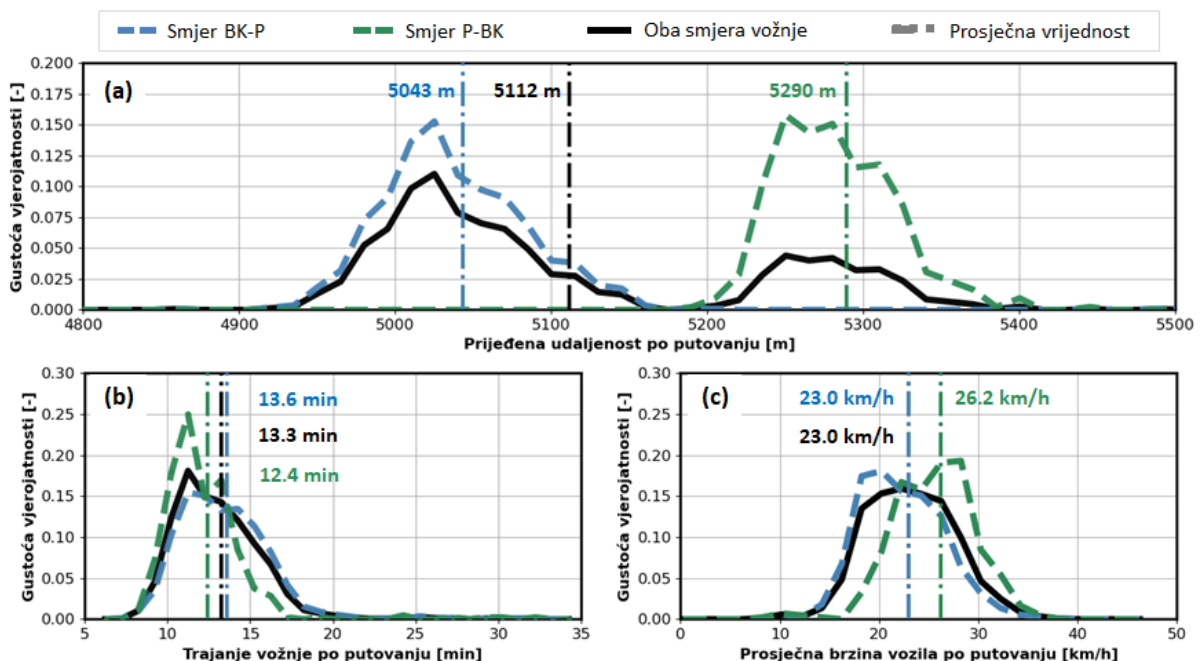 Smjer BK-P Smjer P-BK Oba smjera vožnje Prosječna vrijednost
(a)
5043 m 5112 m 5290 m
Gustoća vjerojatnosti [-]
0.200
0.175
0.150
0.125
0.100
0.075
0.050
0.025
0.000
4800 4900 5000 5100 5200 5300 5400 5500
Prijeđena udaljenost po putovanju [m]
(b)
13.6 min
13.3 min
12.4 min
Gustoća vjerojatnosti [-]
0.30
0.25
0.20
0.15
0.10
0.05
0.00
5 10 15 20 25 30 35
Trajanje vožnje po putovanju [min]
(c)
23.0 km/h 26.2 km/h
23.0 km/h
Gustoća vjerojatnosti [-]
0.30
0.25
0.20
0.15
0.10
0.05
0.00
0 10 20 30 40 50
Prosječna brzina vozila po putovanju [km/h]